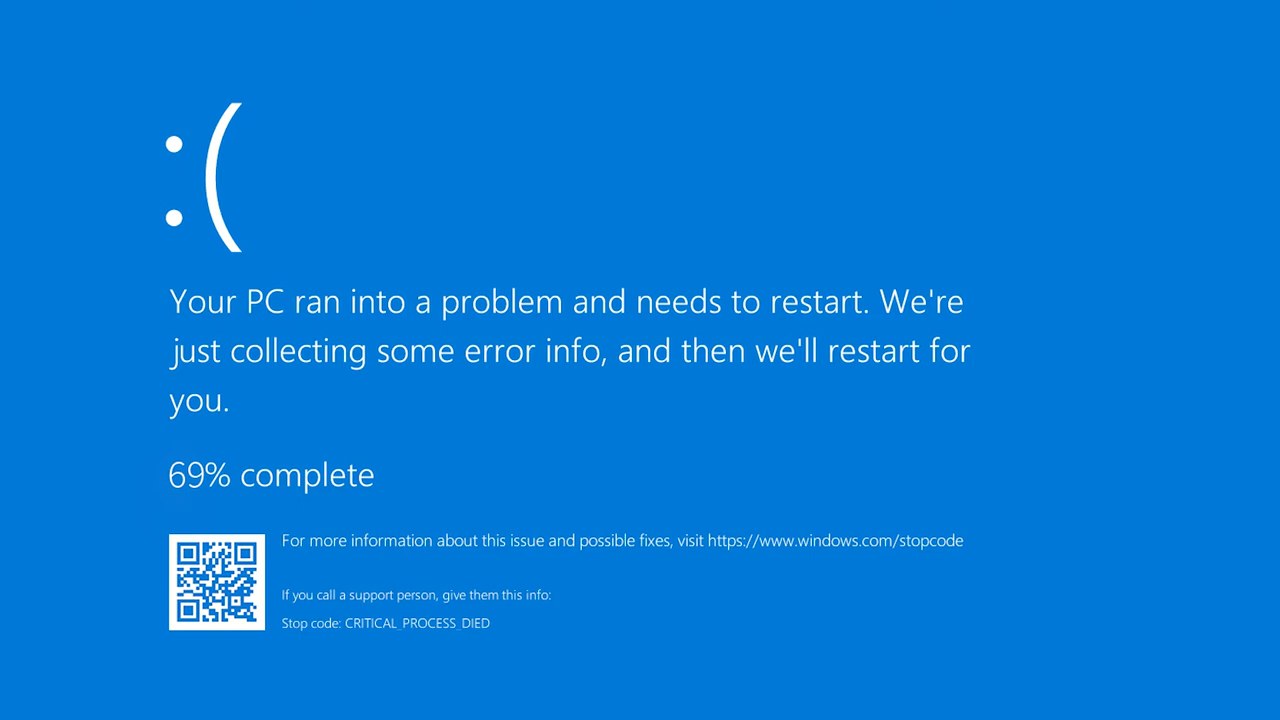 :(
Your PC ran into a problem and needs to restart. We're
just collecting some error info, and then we'll restart for
you.
69% complete
For more information about this issue and possible fixes, visit https://www.windows.com/stopcode
If you call a support person, give them this info:
Stop code: CRITICAL_PROCESS_DIED